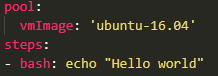 pool:
  vmImage: 'ubuntu-16.04'
steps:
- bash: echo "Hello world"